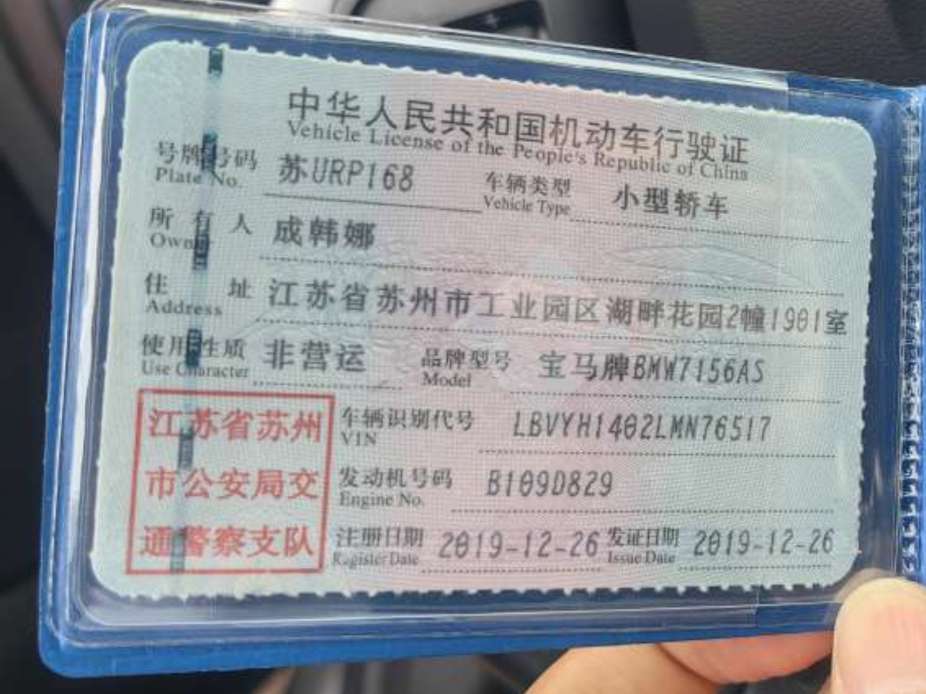 中华人民共和国机动车行驶证
Vehicle License of the People's Republic of China
号牌号码 苏URP168 车辆类型 小型轿车
Plate No. Vehicle Type
所有人 成韩娜
Owner
住址 江苏省苏州市工业园区湖畔花园2幢1901室
Address
使用性质 非营运 品牌型号 宝马牌BMW7156AS
Use Character Model
江苏省苏州
市公安局交
通警察支队
车辆识别代号 LBVYH1402LMN76517
VIN
发动机号码 B109D829
Engine No.
注册日期 2019-12-26 发证日期 2019-12-26
Register Date Issue Date